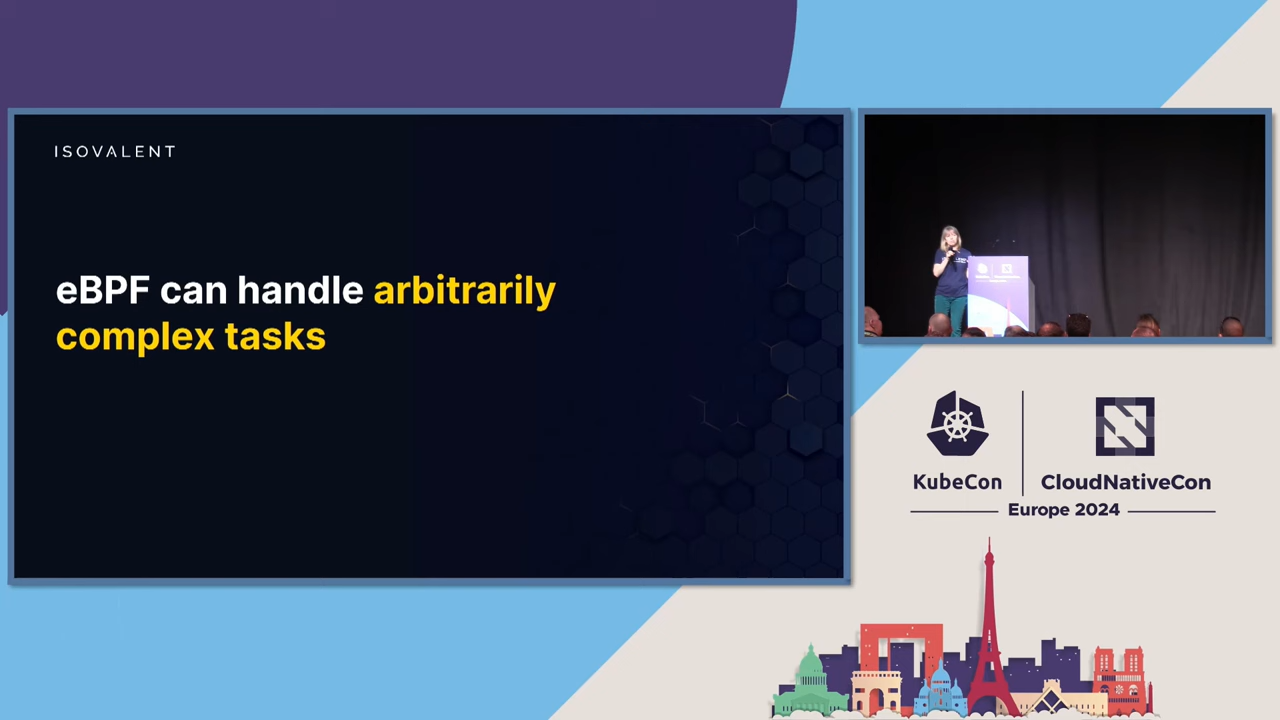 ISOVALENT
eBPF can handle arbitrarily
complex tasks
KubeCon
CloudNativeCon
Europe 2024